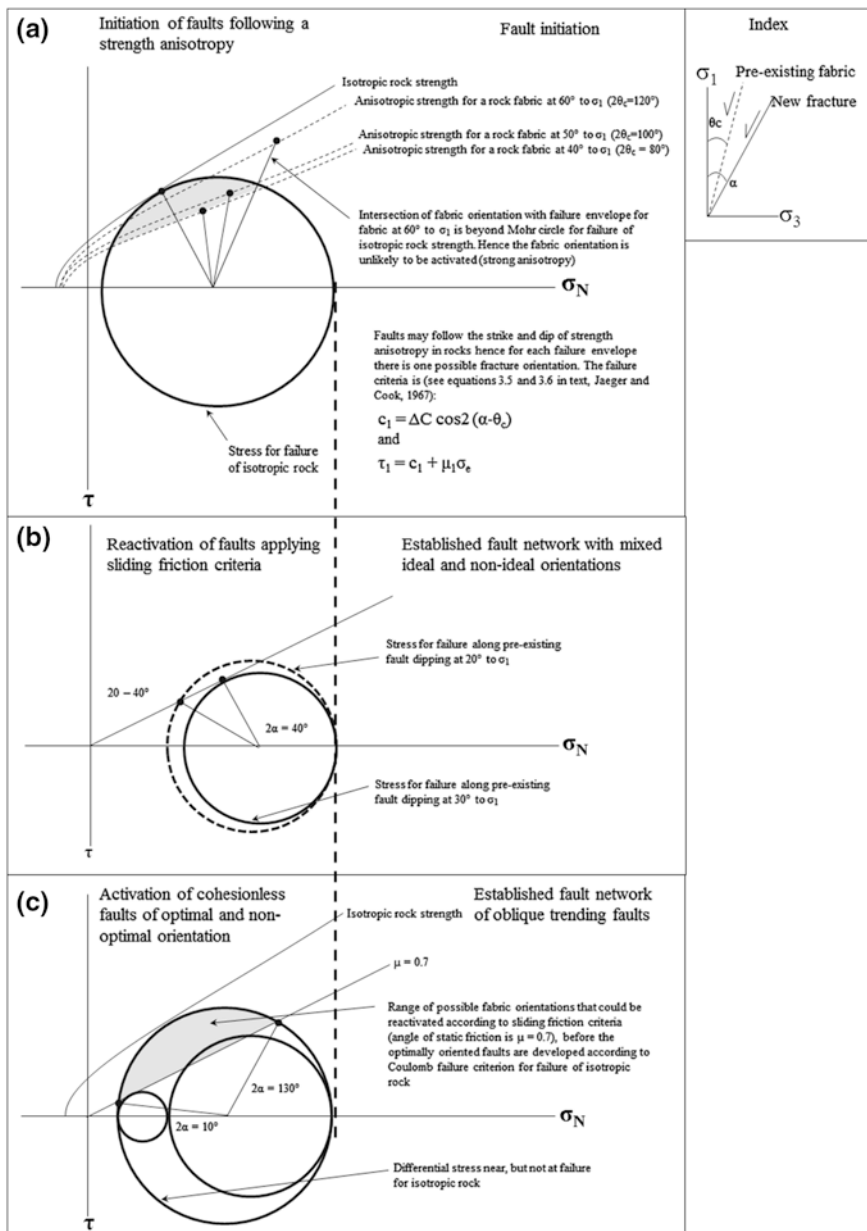 (a)
Initiation of faults following a
strength anisotropy
Fault initiation
Isotropic rock strength
Anisotropic strength for a rock fabric at 60° to σ1 (2θc=120°)
Anisotropic strength for a rock fabric at 50° to σ1 (2θc=100°)
Anisotropic strength for a rock fabric at 40° to σ1 (2θc = 80°)
Intersection of fabric orientation with failure envelope for
fabric at 60° to σ1 is beyond Mohr circle for failure of
isotropic rock strength. Hence the fabric orientation is
unlikely to be activated (strong anisotropy)
σN
Faults may follow the strike and dip of strength
anisotropy in rocks hence for each failure envelope
there is one possible fracture orientation. The failure
criteria is (see equations 3.5 and 3.6 in text, Jaeger and
Cook, 1967):
c1 = ΔC cos2 (α-θc)
and
τ1 = c1 + μ1σe
Stress for failure
of isotropic rock
τ
Index
σ1
Pre-existing fabric
New fracture
θc
α
σ3
(b)
Reactivation of faults applying
sliding friction criteria
Established fault network with mixed
ideal and non-ideal orientations
Stress for failure along pre-existing
fault dipping at 20° to σ1
20 – 40°
2α = 40°
σN
Stress for failure along pre-existing
fault dipping at 30° to σ1
τ
(c)
Activation of cohesionless
faults of optimal and non-
optimal orientation
Established fault network
of oblique trending faults
Isotropic rock strength
μ = 0.7
Range of possible fabric orientations that could be
reactivated according to sliding friction criteria
(angle of static friction is μ = 0.7), before the
optimally oriented faults are developed according to
Coulomb failure criterion for failure of isotropic
rock
2α = 130°
2α = 10°
σN
Differential stress near, but not at failure
for isotropic rock
τ